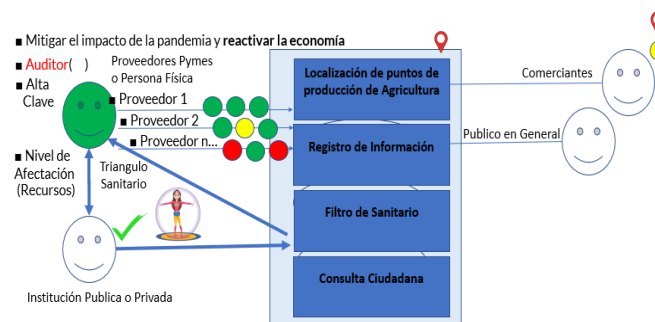 ■ Mitigar el impacto de la pandemia y reactivar la economía
■ Auditor( )
■ Alta
Clave
Proveedores Pymes
o Persona Física
■ Proveedor 1
■ Proveedor 2
■ Proveedor n...
■ Nivel de
Afectación
(Recursos)
Triangulo
Sanitario
Institución Publica o Privada
Localización de puntos de
producción de Agricultura
Registro de Información
Filtro de Sanitario
Consulta Ciudadana
Comerciantes
Publico en General